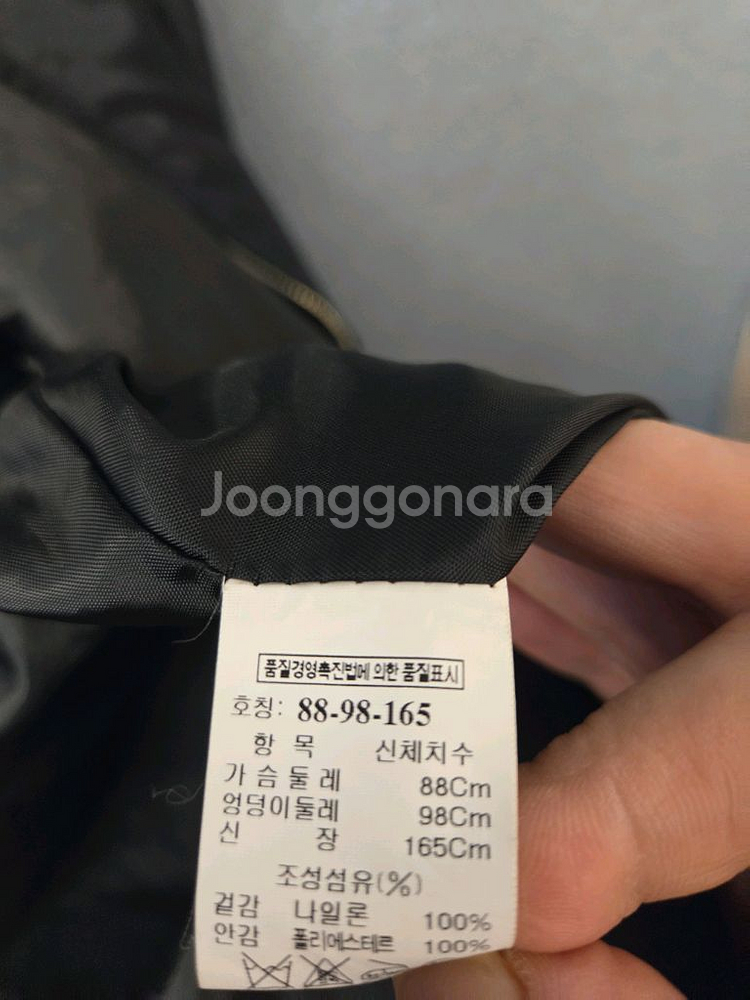 Joonggonara
품질경영촉진법에 의한 품질표시
호칭: 88-98-165
항 목 신체치수
가슴둘레 88Cm
엉덩이둘레 98Cm
신 장 165Cm
조성섬유(%)
겉감 나일론 100%
안감 폴리에스테르 100%